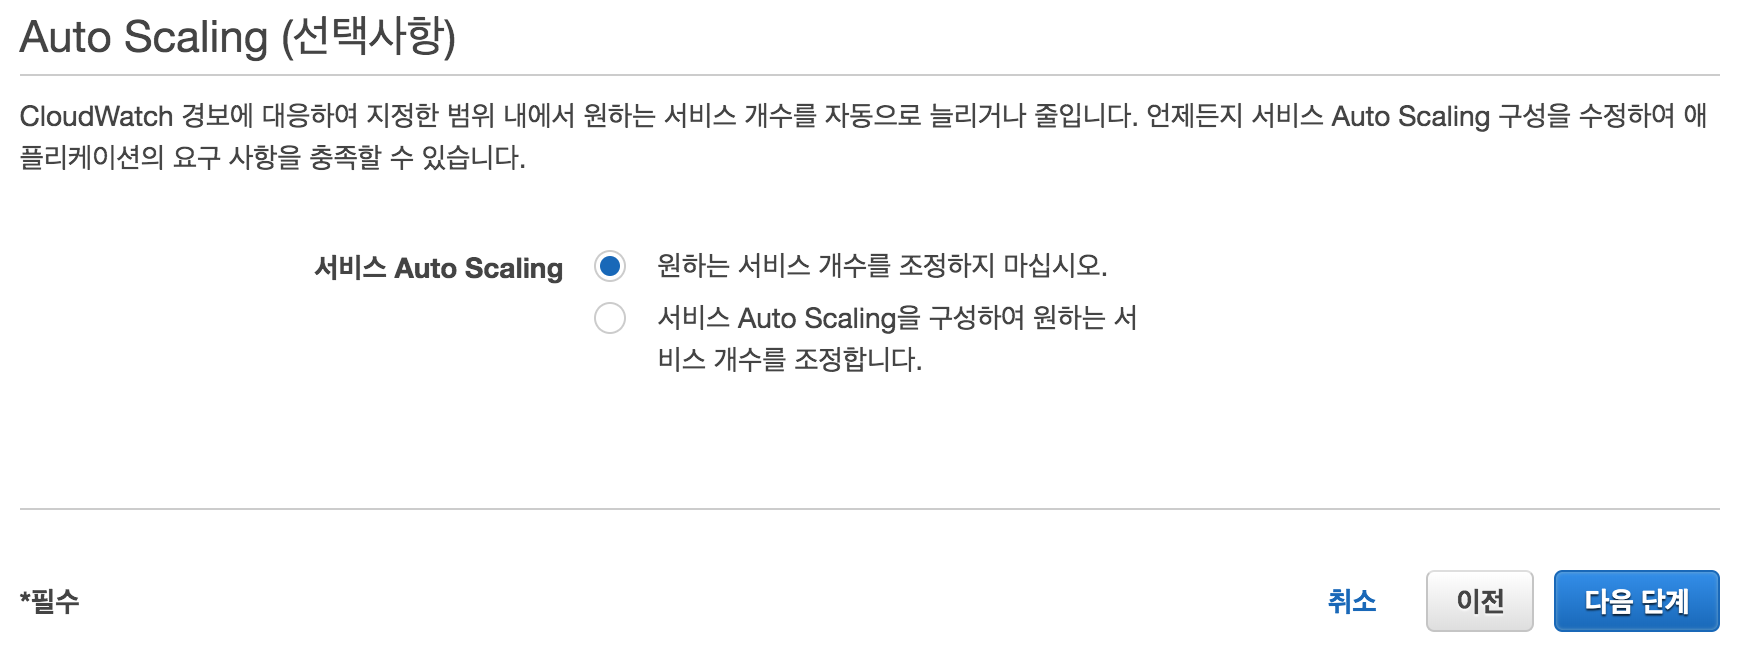 Auto Scaling (선택사항)
CloudWatch 경보에 대응하여 지정한 범위 내에서 원하는 서비스 개수를 자동으로 늘리거나 줄입니다. 언제든지 서비스 Auto Scaling 구성을 수정하여 애
플리케이션의 요구 사항을 충족할 수 있습니다.
서비스 Auto Scaling 원하는 서비스 개수를 조정하지 마십시오.
서비스 Auto Scaling을 구성하여 원하는 서
비스 개수를 조정합니다.
*필수 취소 이전 다음 단계